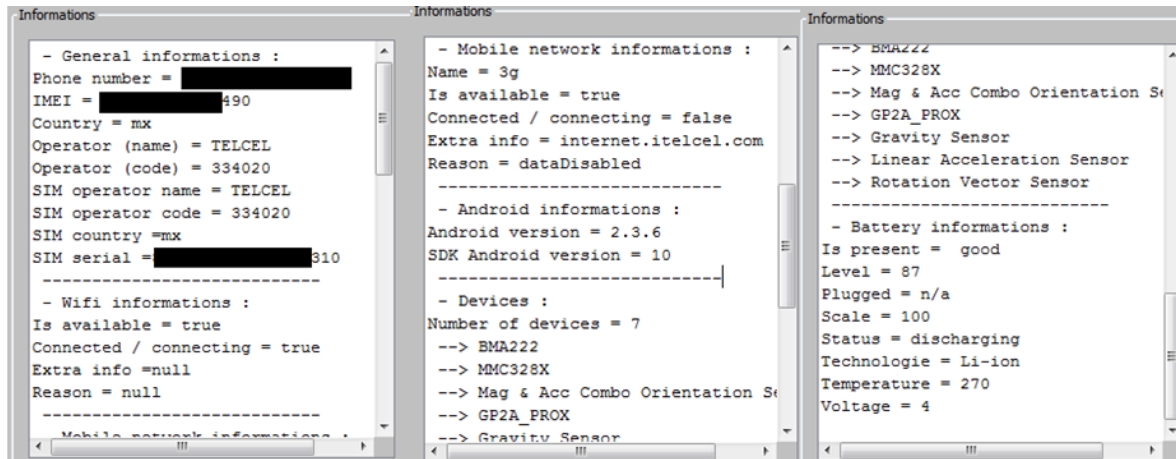 Informations
- General informations :
Phone number =
IMEI = 490
Country = mx
Operator (name) = TELCEL
Operator (code) = 334020
SIM operator name = TELCEL
SIM operator code = 334020
SIM country =mx
SIM serial = 310
-----------------------------
- Wifi informations :
Is available = true
Connected / connecting = true
Extra info =null
Reason = null
-----------------------------
- Mobile network informations :
Informations
- Mobile network informations :
Name = 3g
Is available = true
Connected / connecting = false
Extra info = internet.itelcel.com
Reason = dataDisabled
-----------------------------
- Android informations :
Android version = 2.3.6
SDK Android version = 10
-----------------------------
- Devices :
Number of devices = 7
--> BMA222
--> MMC328X
--> Mag & Acc Combo Orientation Se
--> GP2A_PROX
--> Gravity Sensor
Informations
--> BMA222
--> MMC328X
--> Mag & Acc Combo Orientation Se
--> GP2A_PROX
--> Gravity Sensor
--> Linear Acceleration Sensor
--> Rotation Vector Sensor
-----------------------------
- Battery informations :
Is present =  good
Level = 87
Plugged = n/a
Scale = 100
Status = discharging
Technologie = Li-ion
Temperature = 270
Voltage = 4